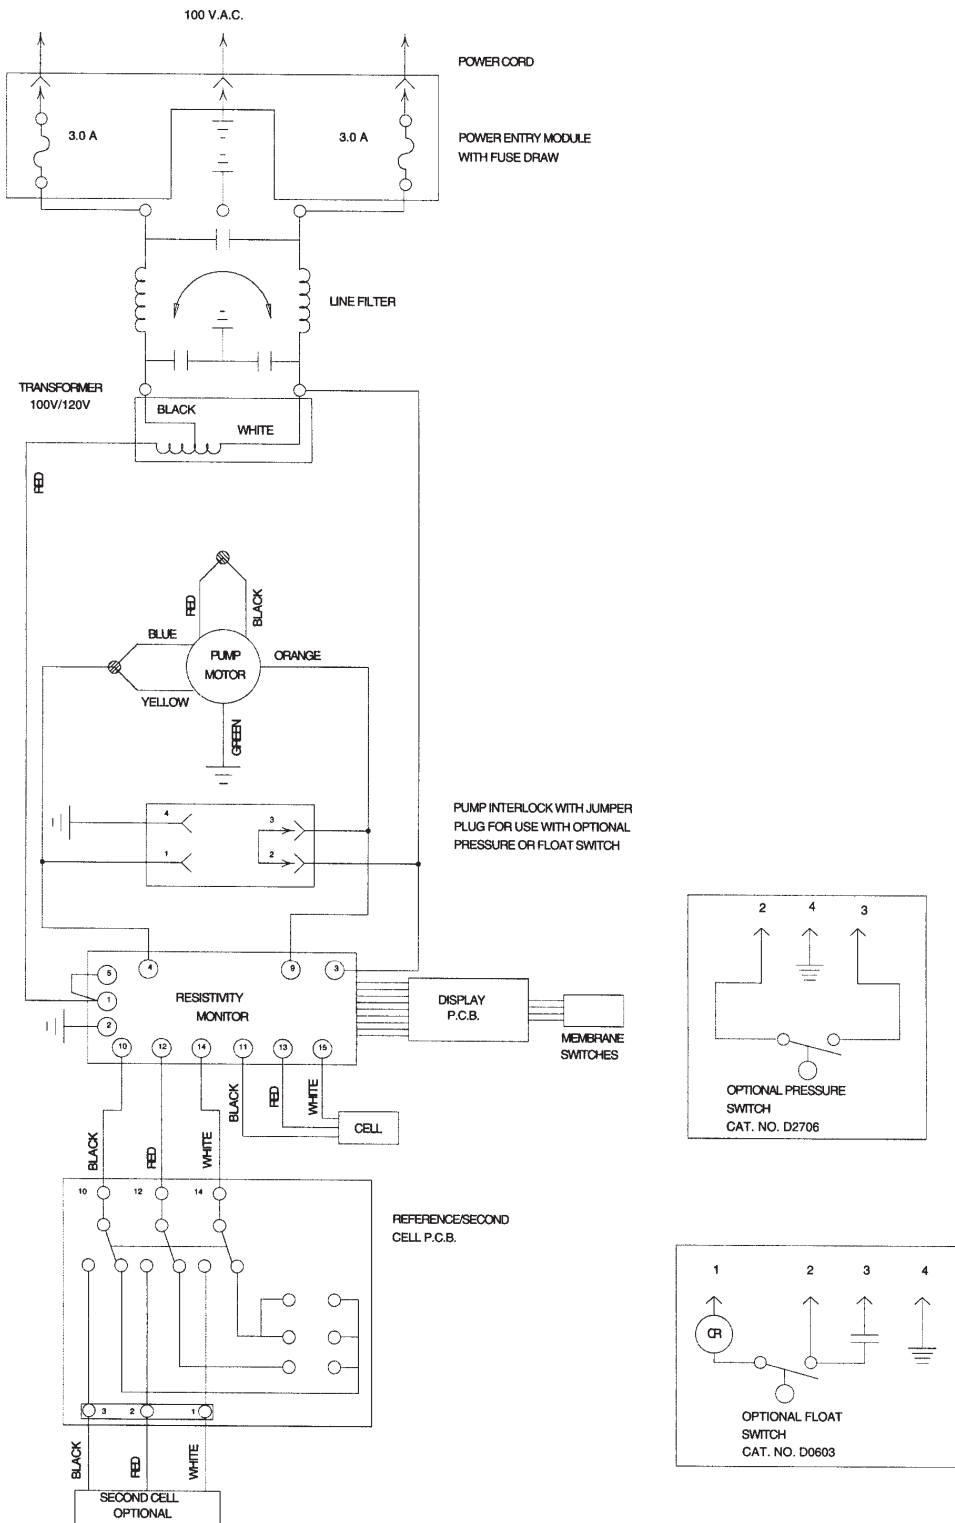 100 V.A.C.
POWER CORD
3.0 A
3.0 A
POWER ENTRY MODULE
WITH FUSE DRAW
LINE FILTER
TRANSFORMER
100V/120V
BLACK
WHITE
RED
RED
BLACK
BLUE
PUMP
MOTOR
ORANGE
YELLOW
GREEN
4
3
1
2
PUMP INTERLOCK WITH JUMPER
PLUG FOR USE WITH OPTIONAL
PRESSURE OR FLOAT SWITCH
2 4 3
OPTIONAL PRESSURE
SWITCH
CAT. NO. D2706
5
4
9
3
1
RESISTIVITY
MONITOR
2
10
12
14
11
13
15
DISPLAY
P.C.B.
MEMBRANE
SWITCHES
BLACK
RED
WHITE
CELL
BLACK
RED
WHITE
10
12
14
REFERENCE/SECOND
CELL P.C.B.
3
2
1
BLACK
RED
WHITE
SECOND CELL
OPTIONAL
1 2 3 4
CR
OPTIONAL FLOAT
SWITCH
CAT. NO. D0603